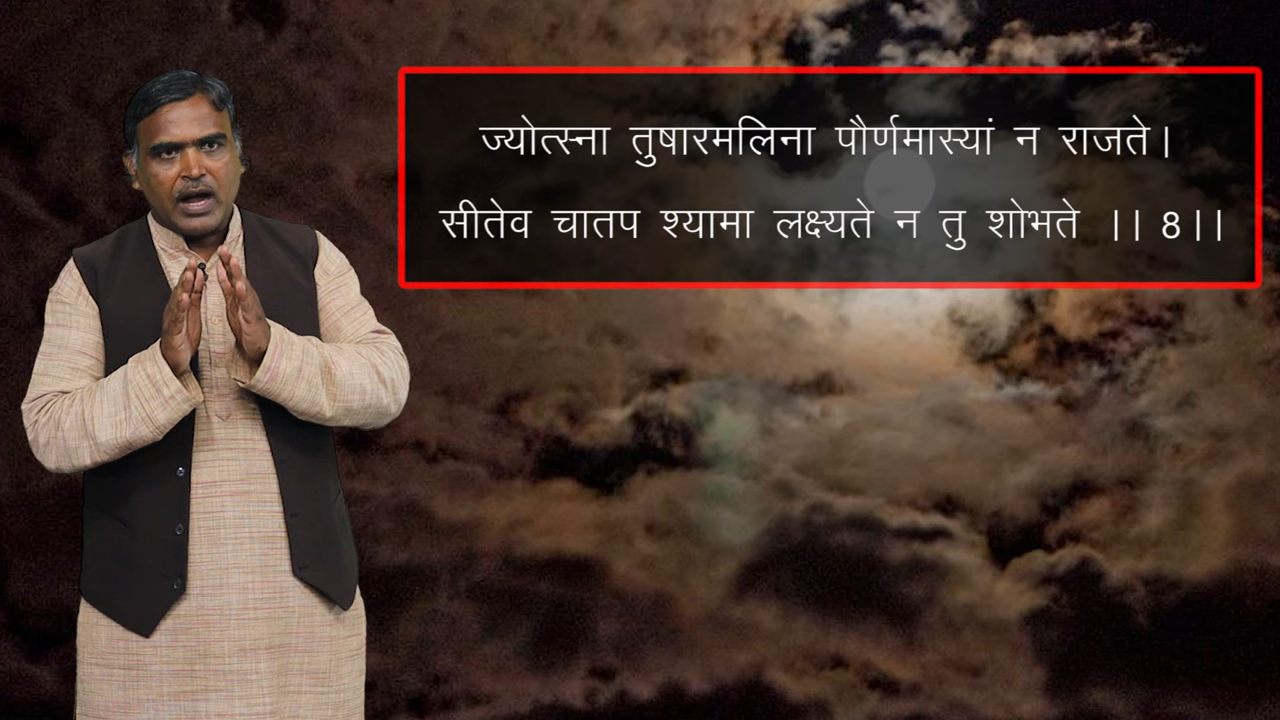 ज्योत्स्ना तुषारमलिना पौर्णमास्यां न राजते।
सीतेव चातप श्यामा लक्ष्यते न तु शोभते ।। 8।।